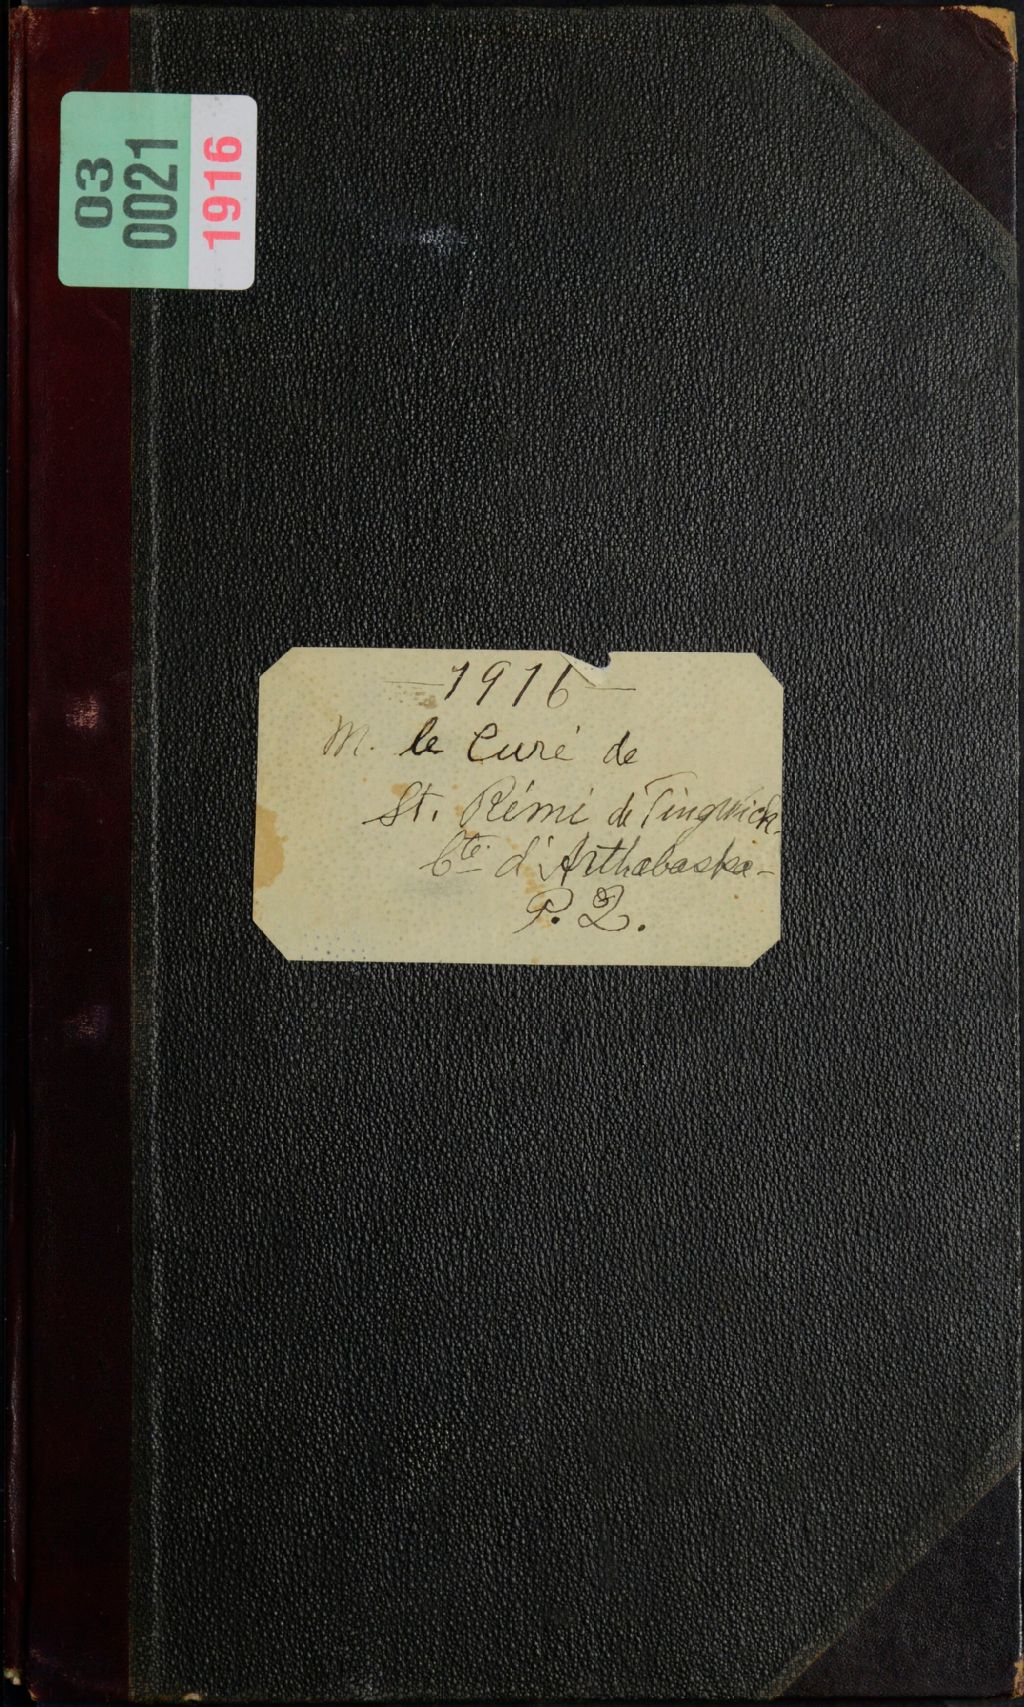 03
0021
1916
— 1916 —
M. le Curé de
St. Rémi de Tingwick.
Cté. d'Arthabaska -
P. Q.